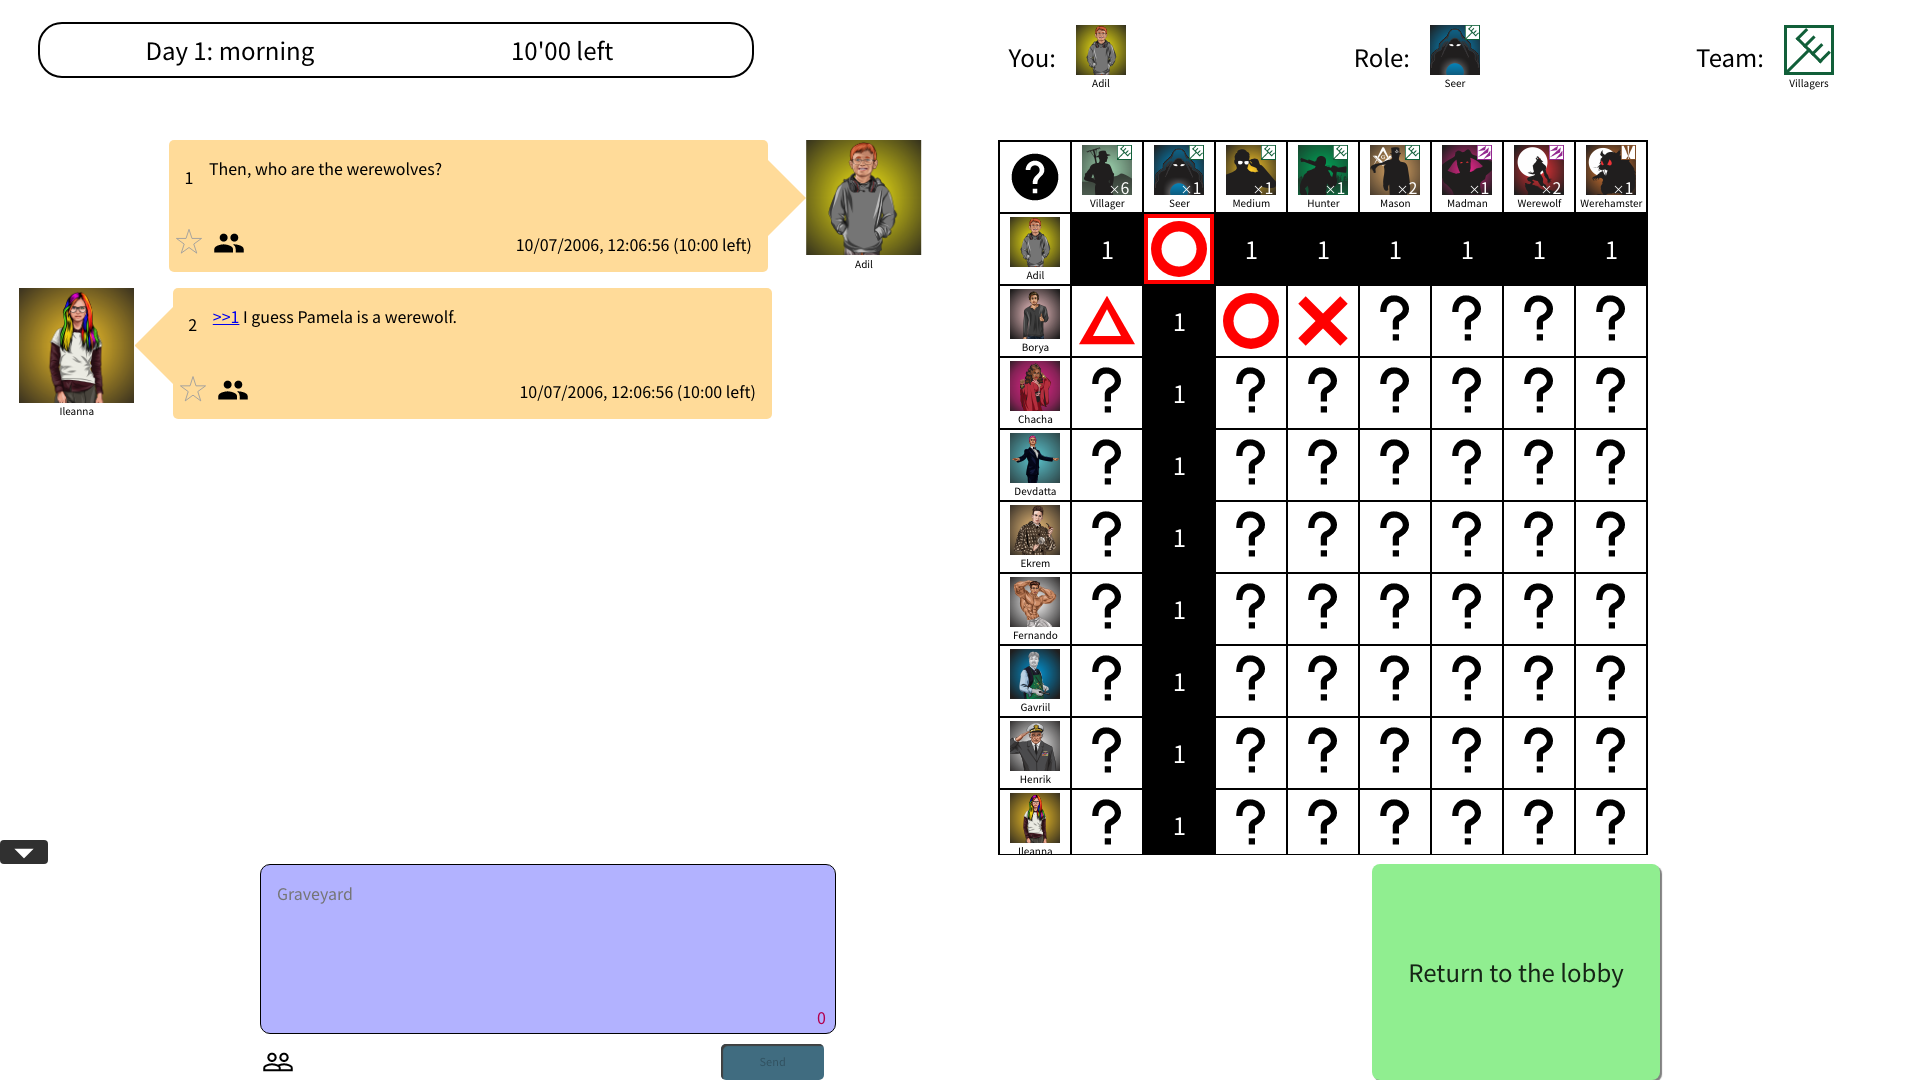 Day 1: morning 10'00 left
You: Adil Role: Seer Team: Villagers
1 Then, who are the werewolves?
10/07/2006, 12:06:56 (10:00 left)
Adil
Ileanna
2 >>1 I guess Pamela is a werewolf.
10/07/2006, 12:06:56 (10:00 left)
×6 ×1 ×1 ×1 ×2 ×1 ×2 ×1
Villager Seer Medium Hunter Mason Madman Werewolf Werehamster
Adil 1 1 1 1 1 1 1
Borya 1
Chacha 1
Devdatta 1
Ekrem 1
Fernando 1
Gavriil 1
Henrik 1
Ileanna 1
Graveyard
0
Send
Return to the lobby